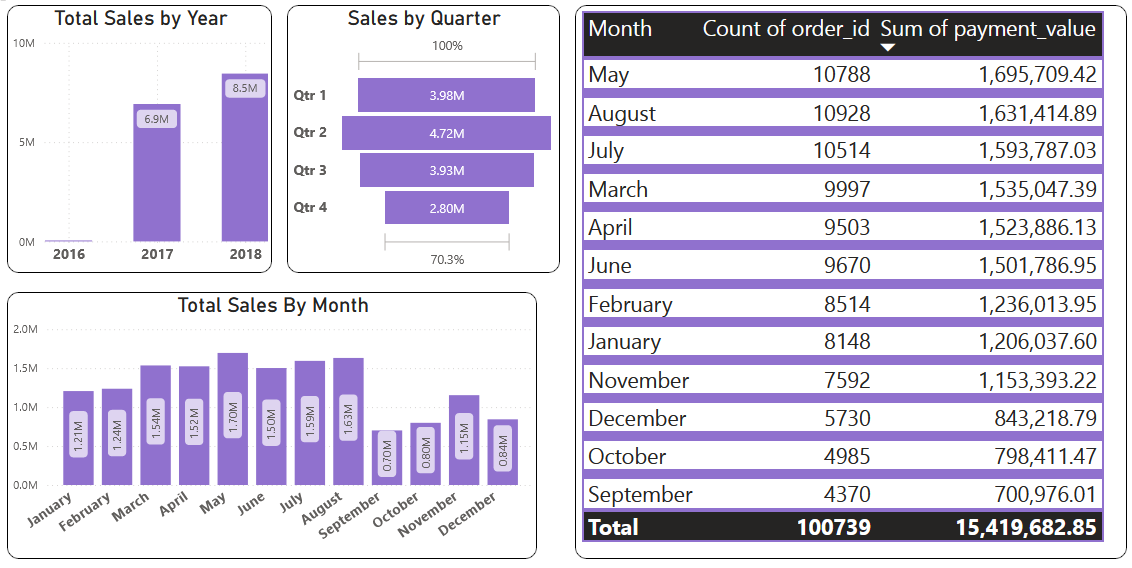 Total Sales by Year
10M
5M
0M
6.9M
8.5M
2016 2017 2018
Sales by Quarter
100%
Qtr 1 3.98M
Qtr 2 4.72M
Qtr 3 3.93M
Qtr 4 2.80M
70.3%
Total Sales By Month
2.0M
1.5M
1.0M
0.5M
0.0M
1.21M 1.24M 1.54M 1.52M 1.70M 1.50M 1.59M 1.63M 0.70M 0.80M 1.15M 0.84M
January February March April May June July August September October November December
Month Count of order_id Sum of payment_value
May 10788 1,695,709.42
August 10928 1,631,414.89
July 10514 1,593,787.03
March 9997 1,535,047.39
April 9503 1,523,886.13
June 9670 1,501,786.95
February 8514 1,236,013.95
January 8148 1,206,037.60
November 7592 1,153,393.22
December 5730 843,218.79
October 4985 798,411.47
September 4370 700,976.01
Total 100739 15,419,682.85